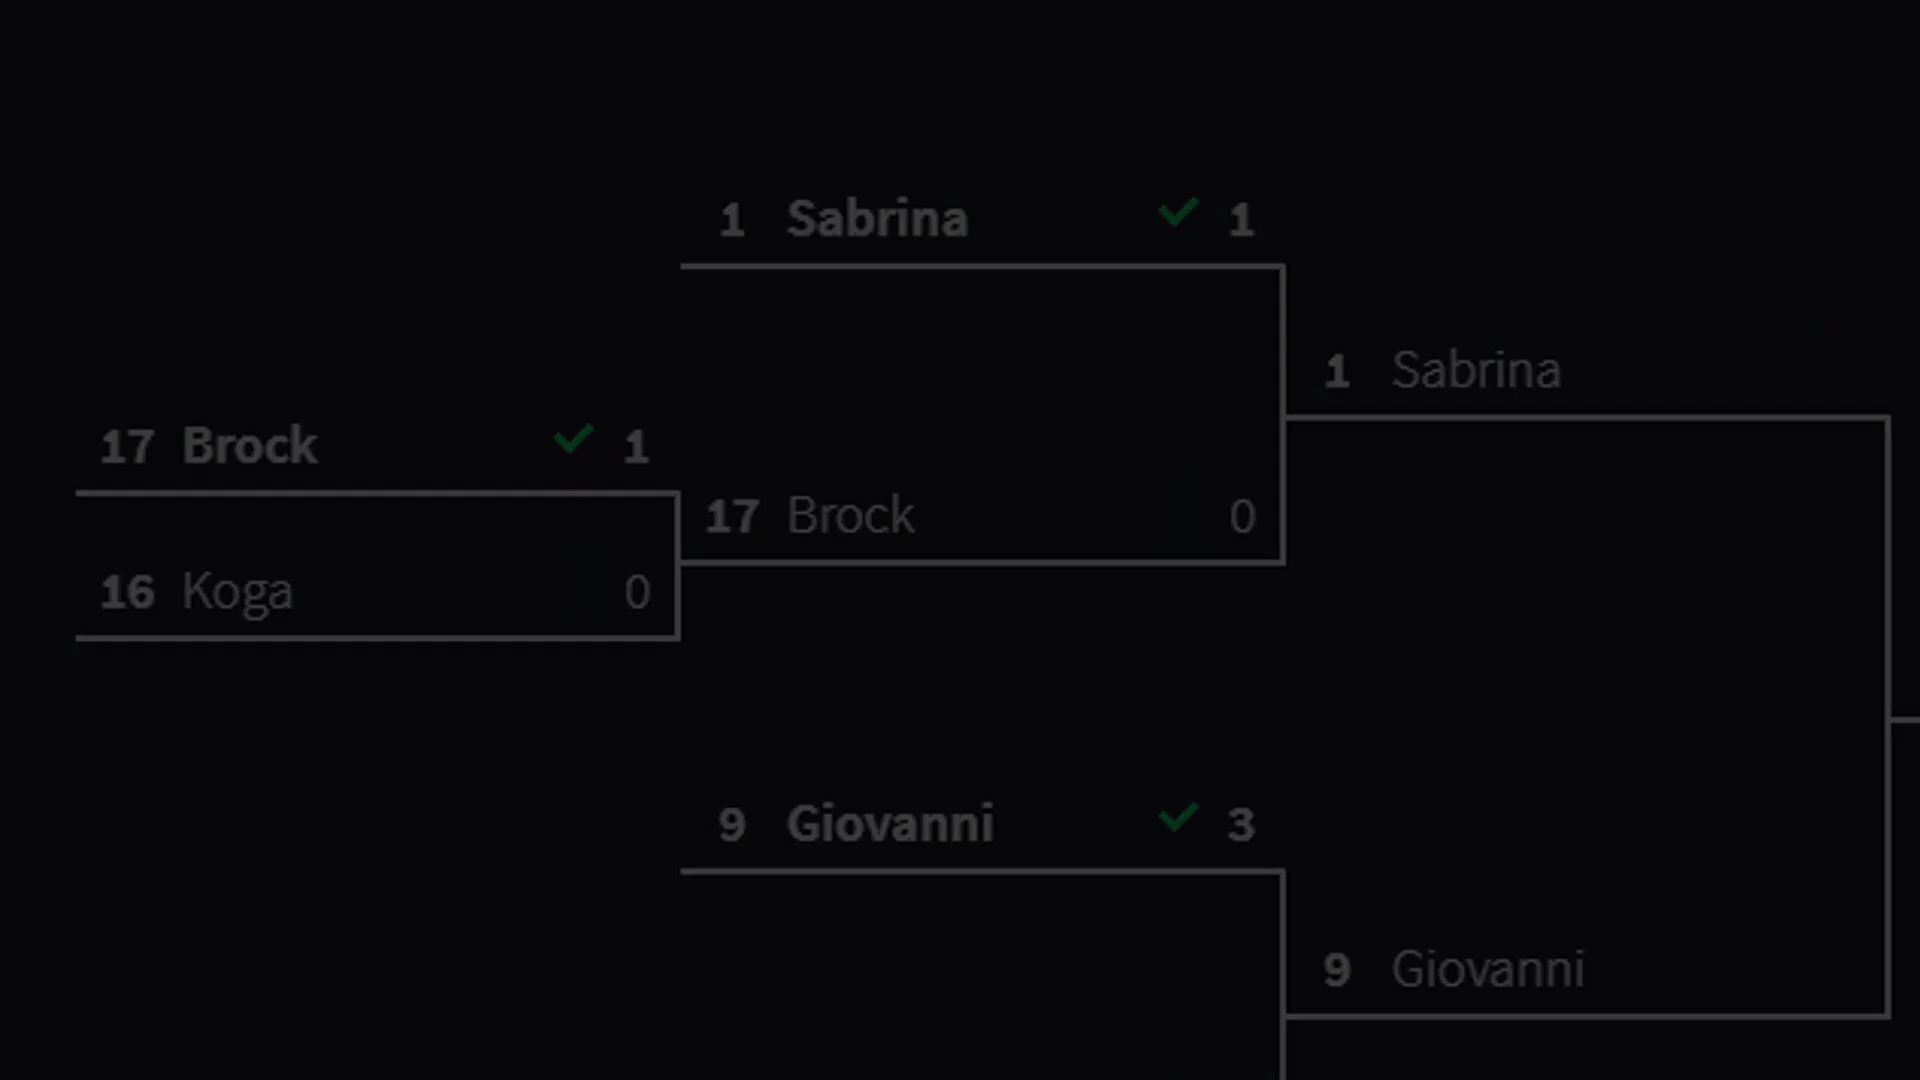 1 Sabrina 1
1 Sabrina
17 Brock 1
17 Brock 0
16 Koga 0
9 Giovanni 3
9 Giovanni